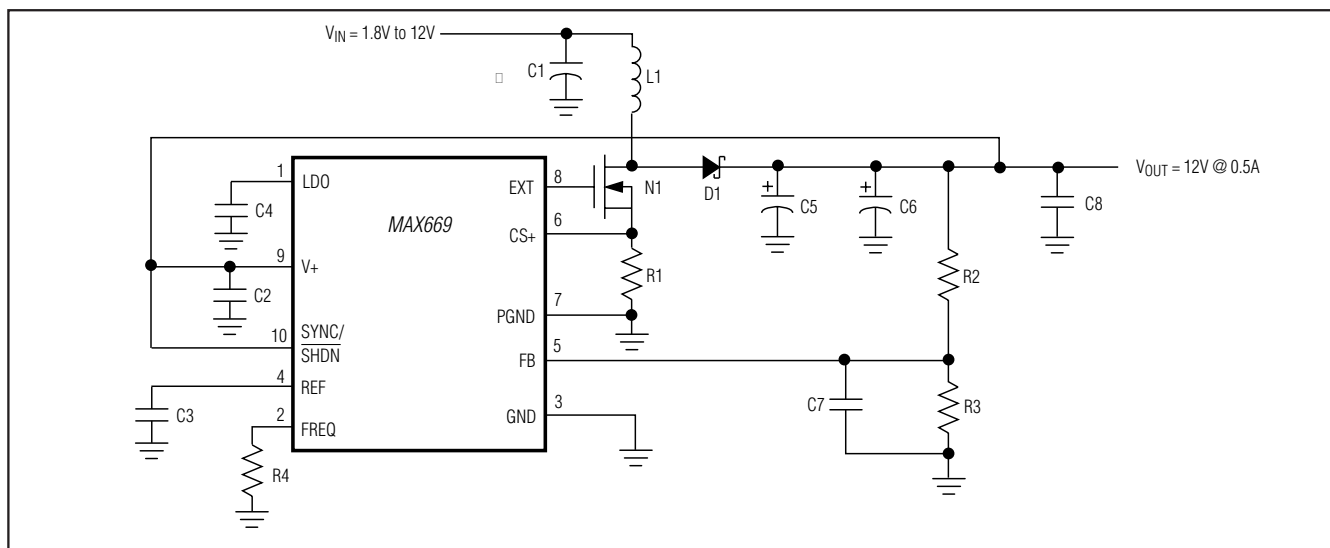 V_IN = 1.8V to 12V
C1
L1
1
LDO
C4
MAX669
8
EXT
N1
D1
C5
C6
C8
V_OUT = 12V @ 0.5A
6
CS+
R1
R2
9
V+
C2
7
PGND
10
SYNC/
SHDN
5
FB
4
REF
C3
3
GND
C7
R3
2
FREQ
R4
+
+